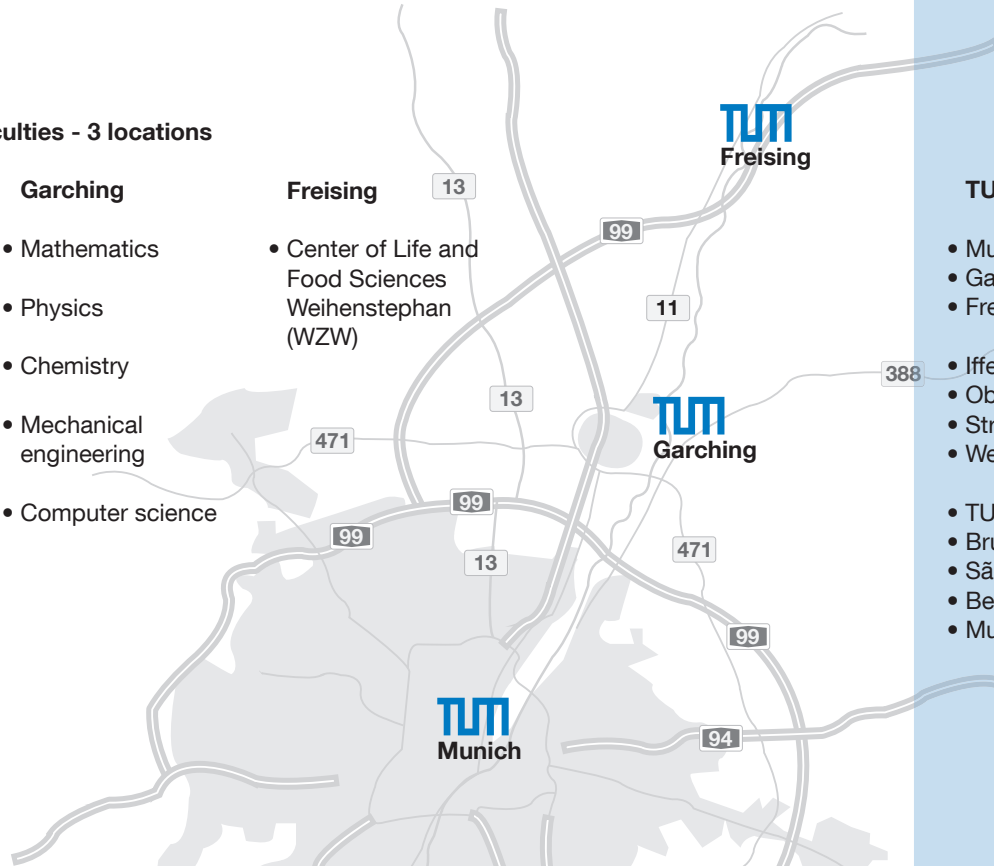 culties - 3 locations
Garching
• Mathematics
• Physics
• Chemistry
• Mechanical
engineering
• Computer science
Freising
• Center of Life and
Food Sciences
Weihenstephan
(WZW)
13
TUM
Freising
99
11
388
13
TUM
Garching
471
99
99
13
471
99
TUM
Munich
94
TU
• Mu
• Ga
• Fre
• Iffe
• Ob
• Str
• We
• TU
• Bru
• Sã
• Be
• Mu